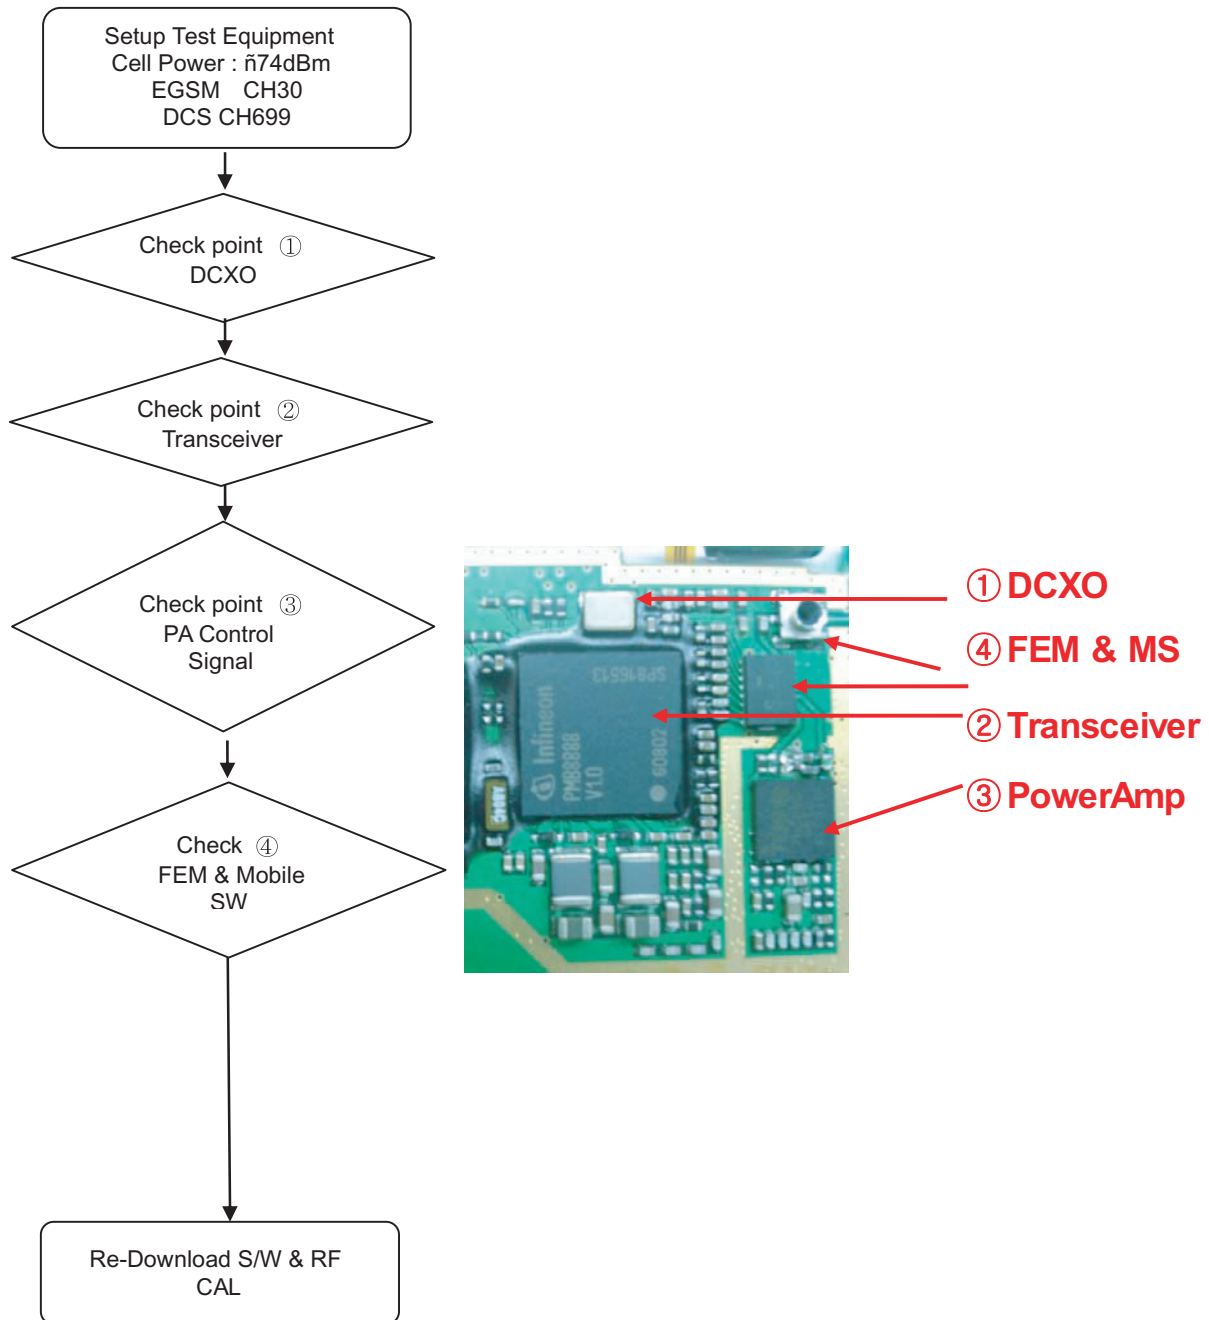 Setup Test Equipment
Cell Power : ñ74dBm
EGSM CH30
DCS CH699
Check point ①
DCXO
Check point ②
Transceiver
Check point ③
PA Control
Signal
Check ④
FEM & Mobile
SW
Re-Download S/W & RF
CAL
① DCXO
④ FEM & MS
② Transceiver
③ PowerAmp
Infineon
PMB8888
V1.0
SP816513